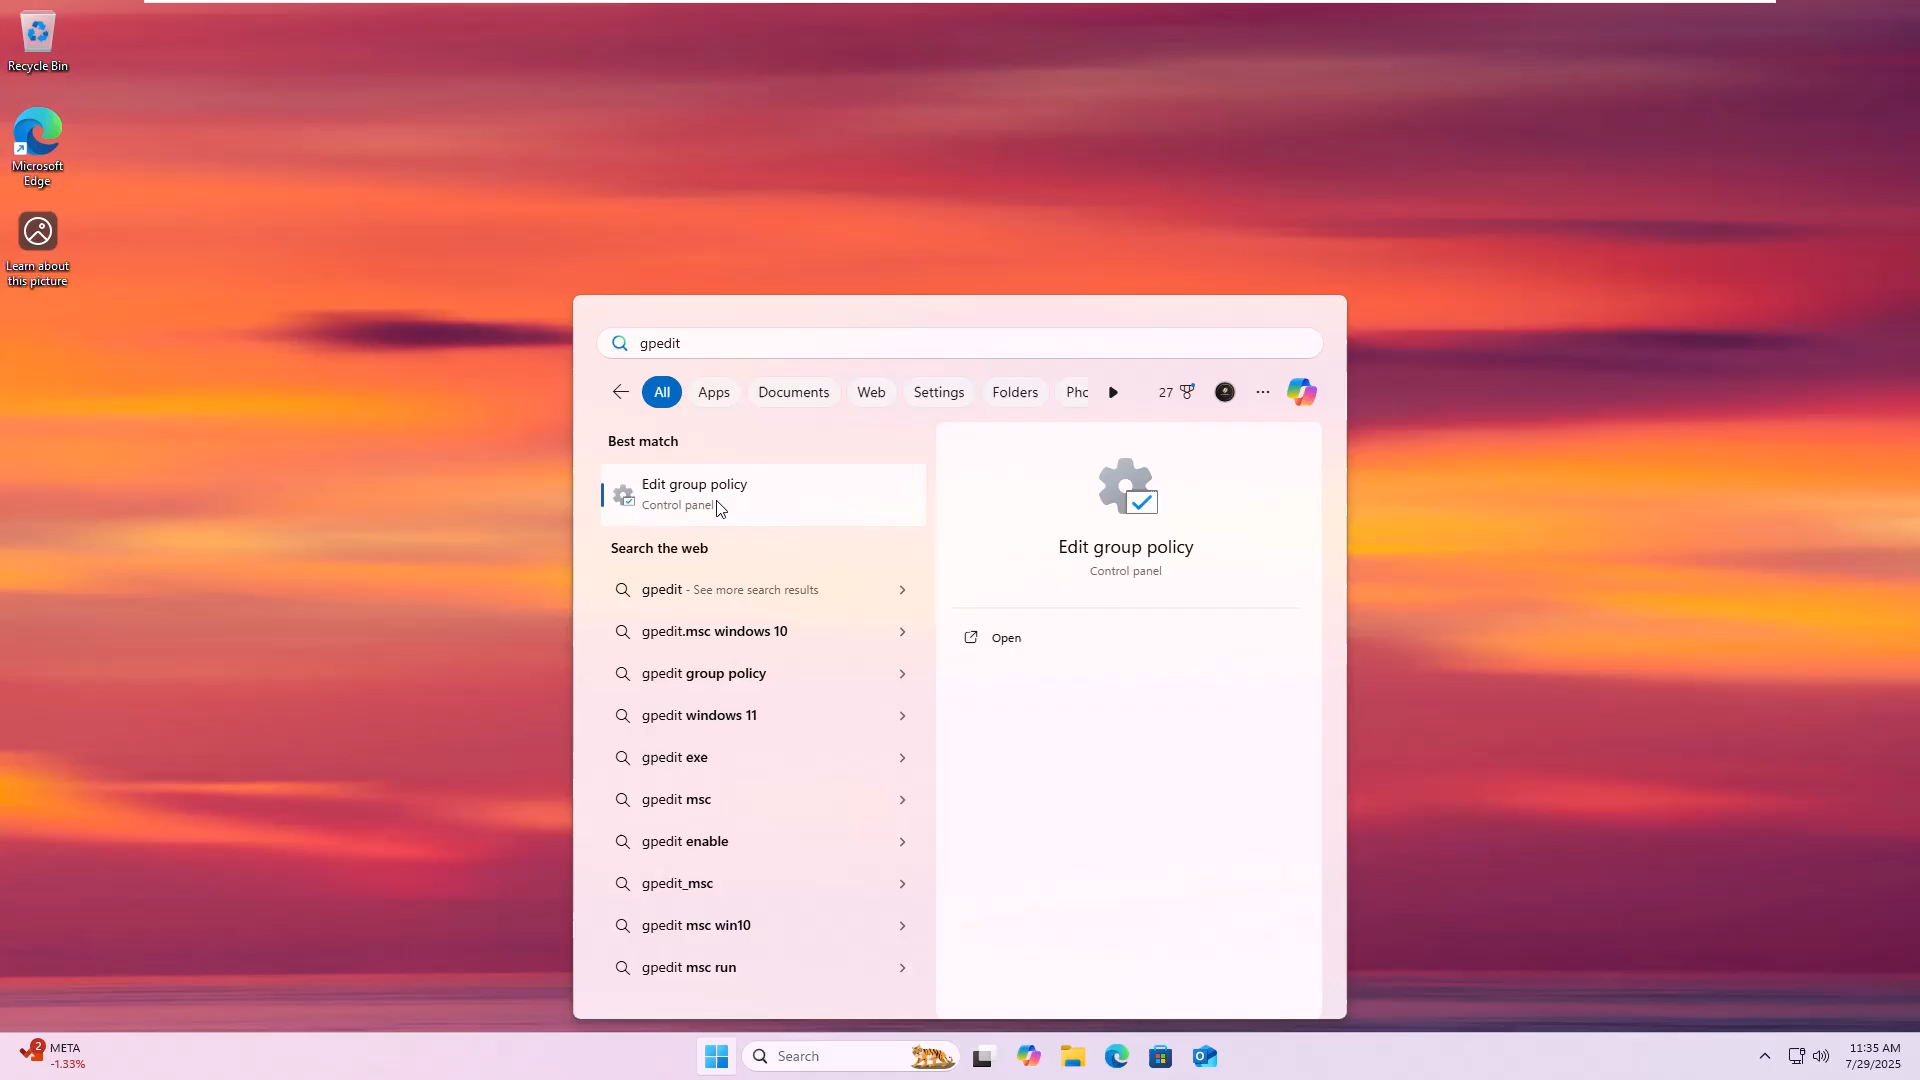 Recycle Bin
Microsoft
Edge
Learn about
this picture
gpedit
All
Apps
Documents
Web
Settings
Folders
Pho
27
Best match
Edit group policy
Control panel
Search the web
gpedit - See more search results
gpedit.msc windows 10
gpedit group policy
gpedit windows 11
gpedit exe
gpedit msc
gpedit enable
gpedit_msc
gpedit msc win10
gpedit msc run
Edit group policy
Control panel
Open
2
META
-1.33%
Search
11:35 AM
7/29/2025